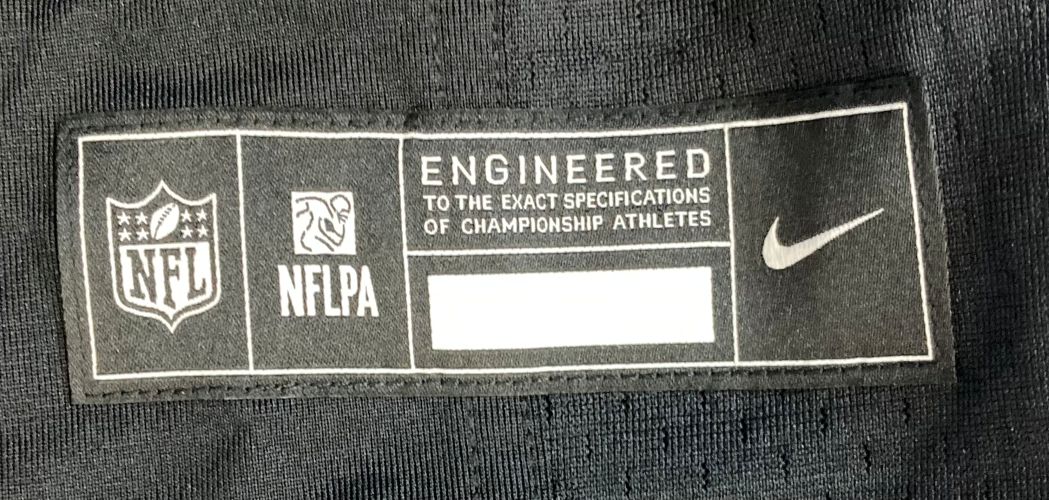 NFL
NFLPA
ENGINEERED
TO THE EXACT SPECIFICATIONS
OF CHAMPIONSHIP ATHLETES